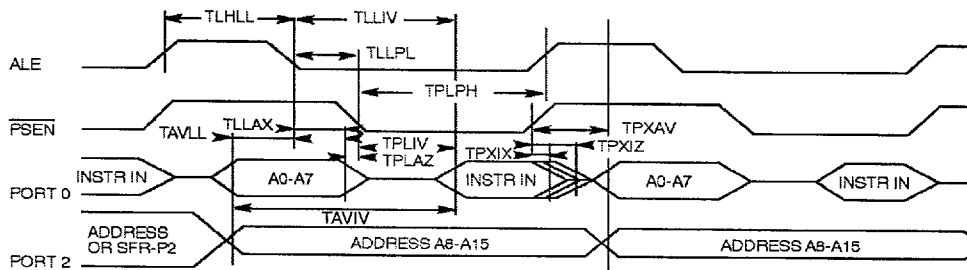 TLHLL
TLLIV
ALE
TLLPL
TPLPH
PSEN
TAVLL
TLLAX
TPLIV
TPLAZ
TPXAV
TPXIX
TPXIZ
PORT 0
INSTR IN
A0-A7
INSTR IN
A0-A7
INSTR IN
TAVIV
PORT 2
ADDRESS
OR SFR-P2
ADDRESS A8-A15
ADDRESS A8-A15